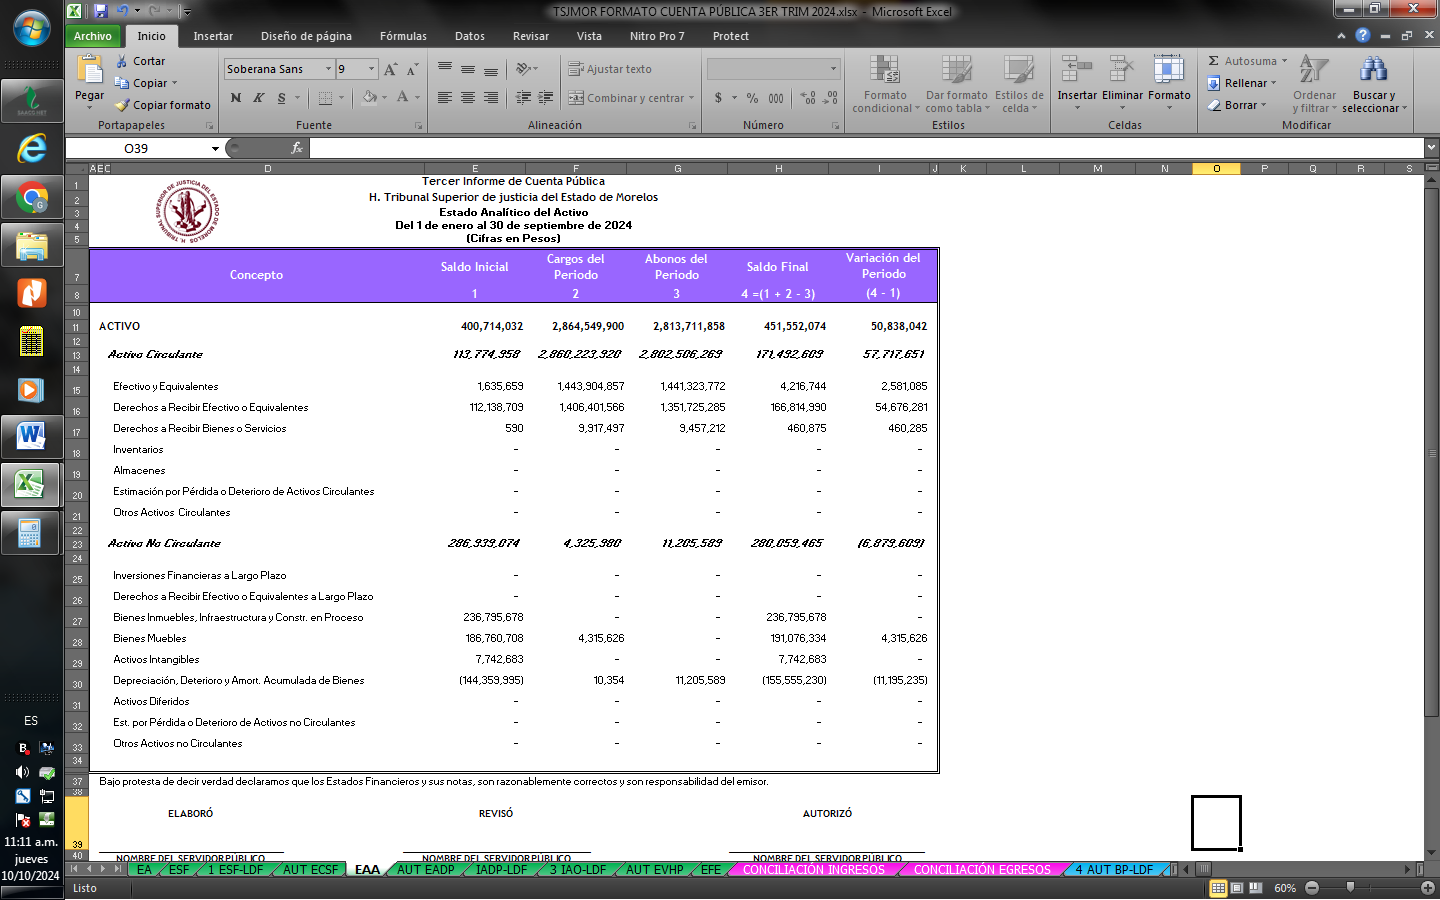 TSJMOR FORMATO CUENTA PÚBLICA 3ER TRIM 2024.xlsx - Microsoft Excel
Archivo Inicio Insertar Diseño de página Fórmulas Datos Revisar Vista Nitro Pro 7 Protect
Pegar
Cortar
Copiar
Copiar formato
Portapapeles
Soberana Sans 9
N K S
Fuente
Ajustar texto
Combinar y centrar
Alineación
$ % 000
Número
Formato condicional
Dar formato como tabla
Estilos de celda
Estilos
Insertar Eliminar Formato
Celdas
Autosuma
Rellenar
Borrar
Ordenar y filtrar
Buscar y seleccionar
Modificar
O39 fx
D E F G H I J K L M N O P Q R S
Tercer Informe de Cuenta Pública
H. Tribunal Superior de justicia del Estado de Morelos
Estado Analítico del Activo
Del 1 de enero al 30 de septiembre de 2024
(Cifras en Pesos)
Concepto Saldo Inicial Cargos del Periodo Abonos del Periodo Saldo Final Variación del Periodo
1 2 3 4 =(1 + 2 - 3) (4 - 1)
ACTIVO 400,714,032 2,864,549,900 2,813,711,858 451,552,074 50,838,042
Activo Circulante 113,774,958 2,860,223,920 2,802,506,269 171,492,609 57,717,651
Efectivo y Equivalentes 1,635,659 1,443,904,857 1,441,323,772 4,216,744 2,581,085
Derechos a Recibir Efectivo o Equivalentes 112,138,709 1,406,401,566 1,351,725,285 166,814,990 54,676,281
Derechos a Recibir Bienes o Servicios 590 9,917,497 9,457,212 460,875 460,285
Inventarios - - - - -
Almacenes - - - - -
Estimación por Pérdida o Deterioro de Activos Circulantes - - - - -
Otros Activos Circulantes - - - - -
Activo No Circulante 286,939,074 4,325,980 11,205,589 280,059,465 (6,879,609)
Inversiones Financieras a Largo Plazo - - - - -
Derechos a Recibir Efectivo o Equivalentes a Largo Plazo - - - - -
Bienes Inmuebles, Infraestructura y Constr. en Proceso 236,795,678 - - 236,795,678 -
Bienes Muebles 186,760,708 4,315,626 - 191,076,334 4,315,626
Activos Intangibles 7,742,683 - - 7,742,683 -
Depreciación, Deterioro y Amort. Acumulada de Bienes (144,359,995) 10,354 11,205,589 (155,555,230) (11,195,235)
Activos Diferidos - - - - -
Est. por Pérdida o Deterioro de Activos no Circulantes - - - - -
Otros Activos no Circulantes - - - - -
Bajo protesta de decir verdad declaramos que los Estados Financieros y sus notas, son razonablemente correctos y son responsabilidad del emisor.
ELABORÓ REVISÓ AUTORIZÓ
NOMBRE DEL SERVIDOR PÚBLICO NOMBRE DEL SERVIDOR PÚBLICO NOMBRE DEL SERVIDOR PÚBLICO
EA ESF 1 ESF-LDF AUT ECSF EAA AUT EADP IADP-LDF 3 IAO-LDF AUT EVHP EFE CONCILIACIÓN INGRESOS CONCILIACIÓN EGRESOS 4 AUT BP-LDF
Listo 60%
ES
11:11 a.m.
jueves
10/10/2024